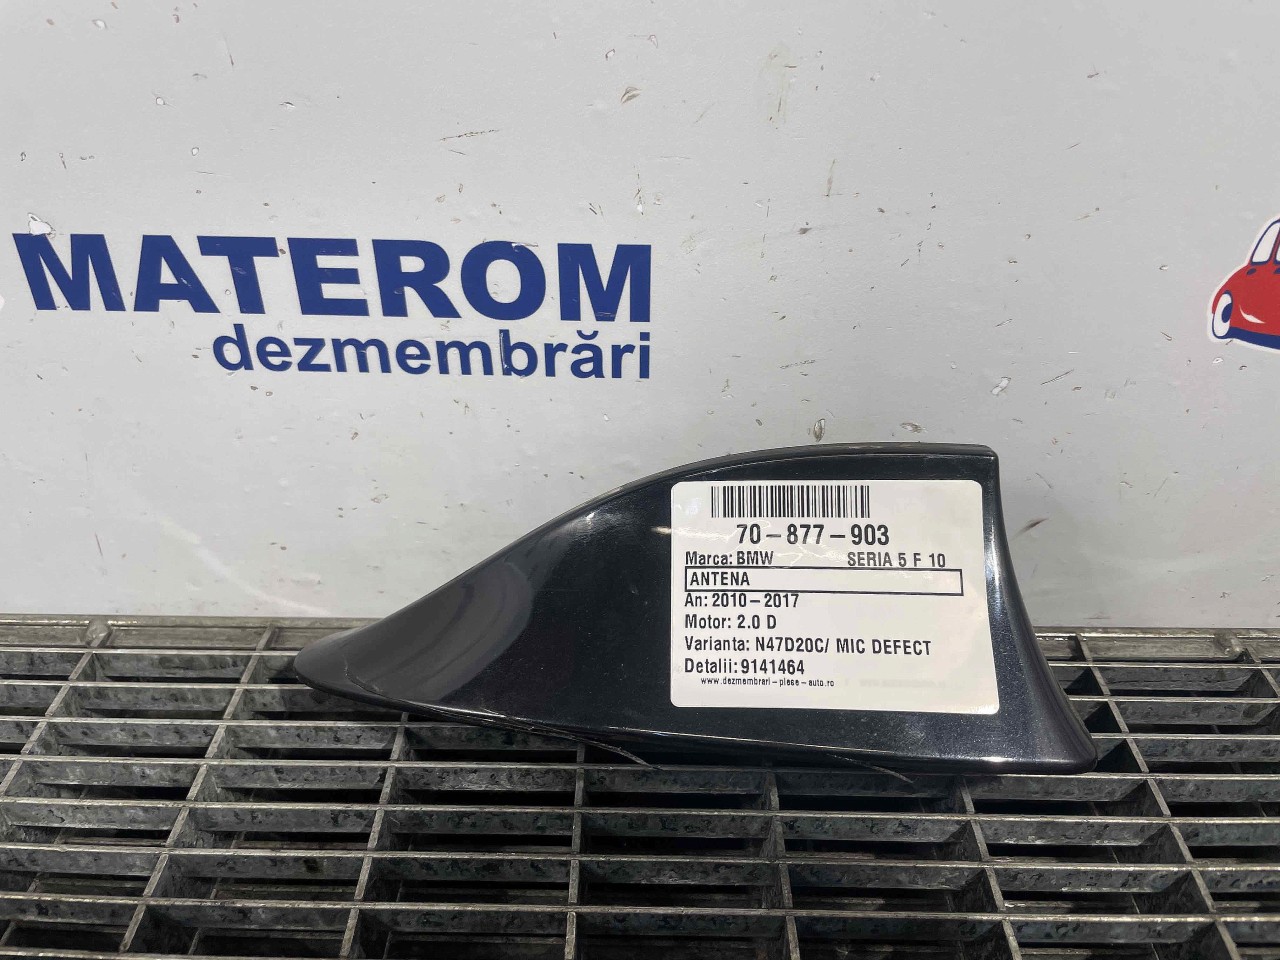 MATEROM
dezmembrări
70-877-903
Marca: BMW SERIA 5 F 10
ANTENA
An: 2010-2017
Motor: 2.0 D
Varianta: N47D20C/ MIC DEFECT
Detalii: 9141464
www.dezmembrari-piese-auto.ro